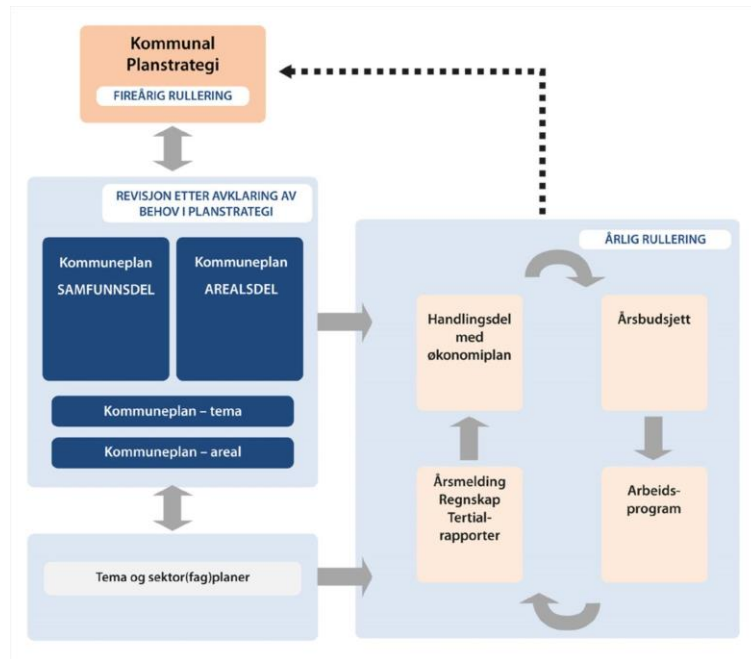 Kommunal
Planstrategi
FIREÅRIG RULLERING
REVISJON ETTER AVKLARING AV
BEHOV I PLANSTRATEGI
Kommuneplan
SAMFUNNSDEL
Kommuneplan
AREALSDEL
Kommuneplan – tema
Kommuneplan – areal
Tema og sektor(fag)planer
ÅRLIG RULLERING
Handlingsdel
med
økonomiplan
Årsbudsjett
Årsmelding
Regnskap
Tertial-
rapporter
Arbeids-
program